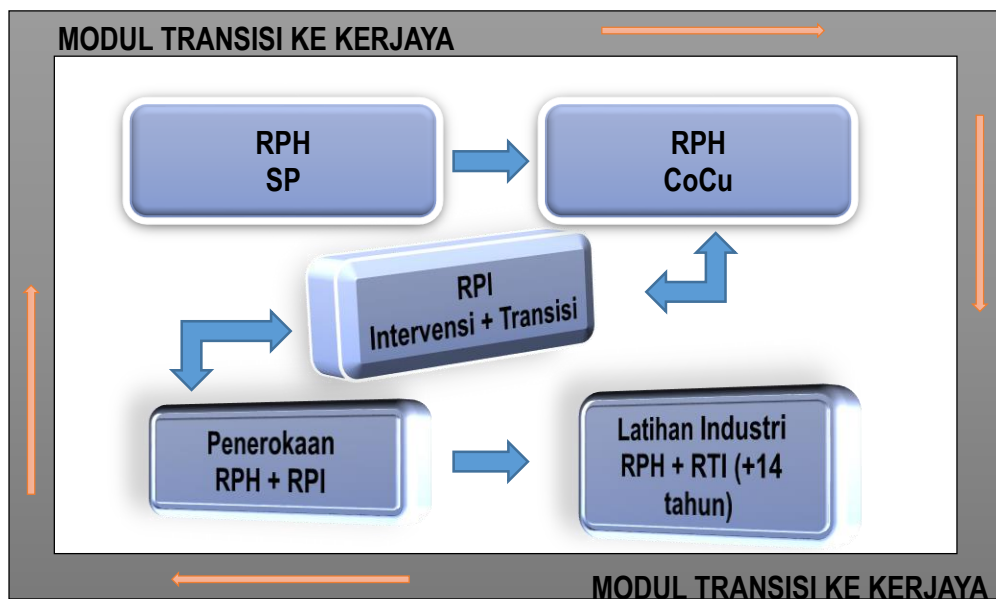 MODUL TRANSISI KE KERJAYA
RPH
SP
RPH
CoCu
RPI
Intervensi + Transisi
Penerokaan
RPH + RPI
Latihan Industri
RPH + RTI (+14
tahun)
MODUL TRANSISI KE KERJAYA